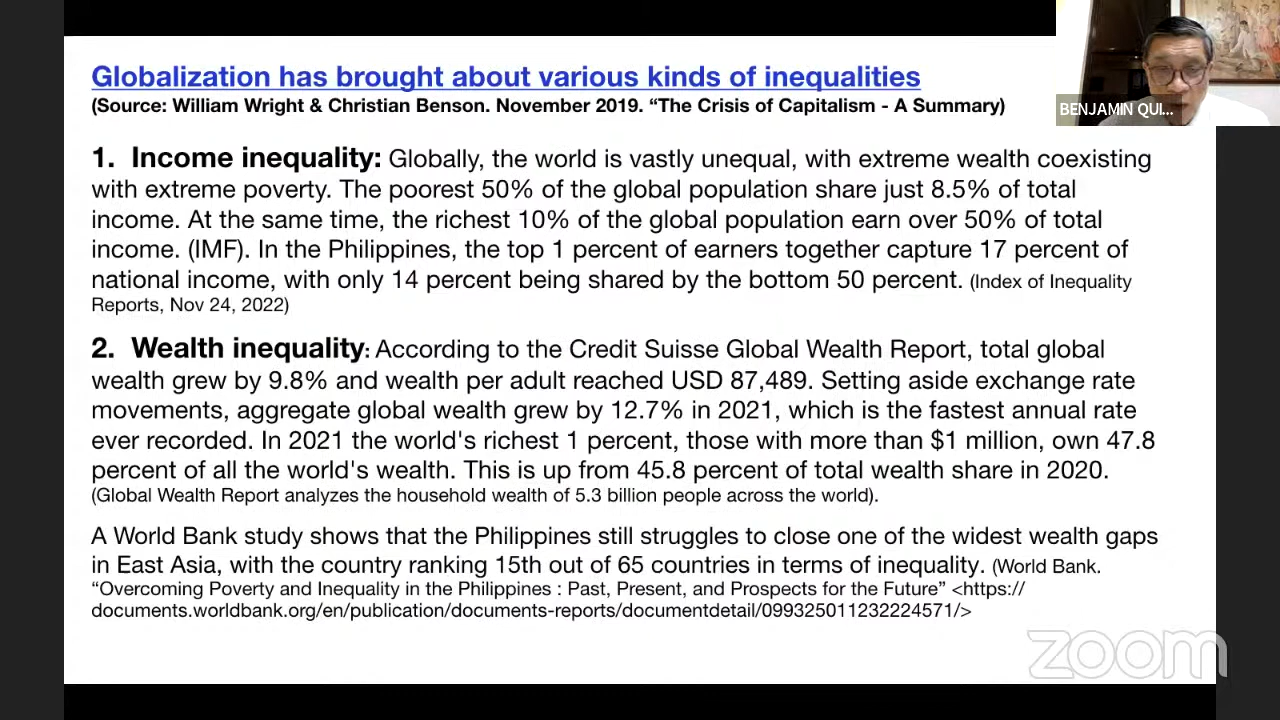 Globalization has brought about various kinds of inequalities
(Source: William Wright & Christian Benson. November 2019. “The Crisis of Capitalism - A Summary)
BENJAMIN QUI...
1. Income inequality: Globally, the world is vastly unequal, with extreme wealth coexisting
with extreme poverty. The poorest 50% of the global population share just 8.5% of total
income. At the same time, the richest 10% of the global population earn over 50% of total
income. (IMF). In the Philippines, the top 1 percent of earners together capture 17 percent of
national income, with only 14 percent being shared by the bottom 50 percent. (Index of Inequality
Reports, Nov 24, 2022)
2. Wealth inequality: According to the Credit Suisse Global Wealth Report, total global
wealth grew by 9.8% and wealth per adult reached USD 87,489. Setting aside exchange rate
movements, aggregate global wealth grew by 12.7% in 2021, which is the fastest annual rate
ever recorded. In 2021 the world's richest 1 percent, those with more than $1 million, own 47.8
percent of all the world's wealth. This is up from 45.8 percent of total wealth share in 2020.
(Global Wealth Report analyzes the household wealth of 5.3 billion people across the world).
A World Bank study shows that the Philippines still struggles to close one of the widest wealth gaps
in East Asia, with the country ranking 15th out of 65 countries in terms of inequality. (World Bank.
“Overcoming Poverty and Inequality in the Philippines : Past, Present, and Prospects for the Future” <https://
documents.worldbank.org/en/publication/documents-reports/documentdetail/099325011232224571/>
zoom